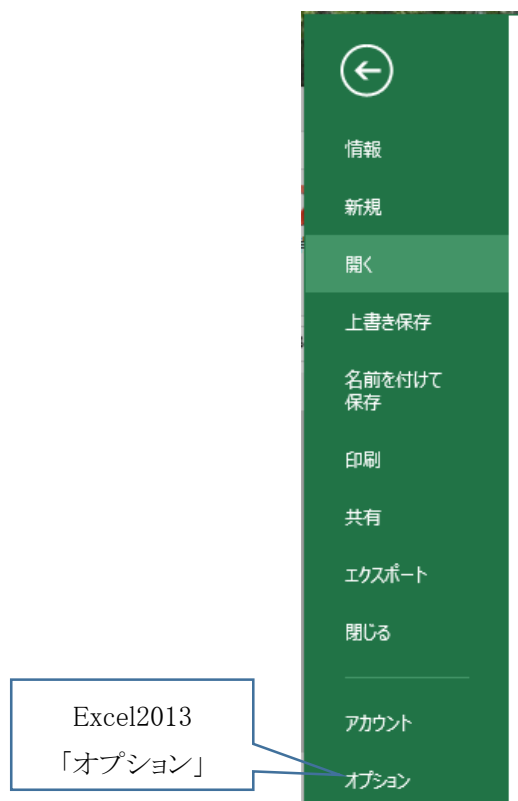 情報
新規
開く
上書き保存
名前を付けて
保存
印刷
共有
エクスポート
閉じる
アカウント
オプション
Excel2013
「オプション」